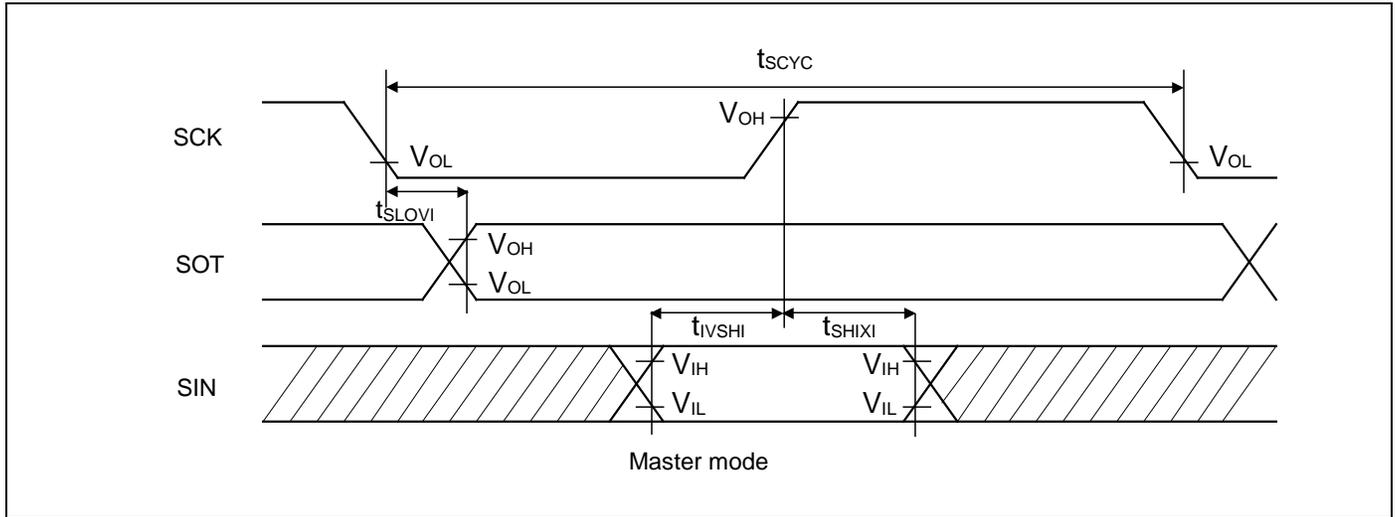 tSCYC
SCK
VOH
VOL
VOL
tSLOVI
SOT
VOH
VOL
tIVSHI
tSHIXI
SIN
VIH
VIH
VIL
VIL
Master mode